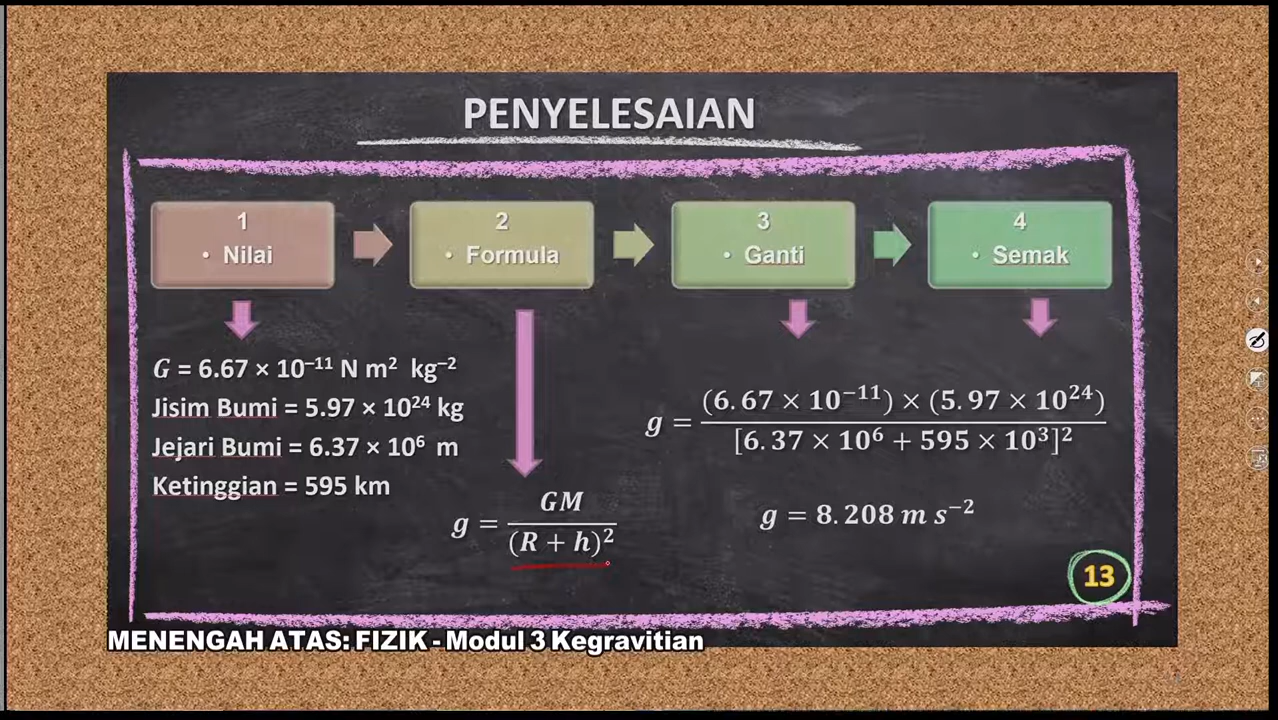 PENYELESAIAN
1
• Nilai
2
• Formula
3
• Ganti
4
• Semak
G = 6.67 × 10⁻¹¹ N m² kg⁻²
Jisim Bumi = 5.97 × 10²⁴ kg
Jejari Bumi = 6.37 × 10⁶ m
Ketinggian = 595 km
g = GM / (R + h)²
g = (6.67 × 10⁻¹¹) × (5.97 × 10²⁴) / [6.37 × 10⁶ + 595 × 10³]²
g = 8.208 m s⁻²
13
MENENGAH ATAS: FIZIK - Modul 3 Kegravitian